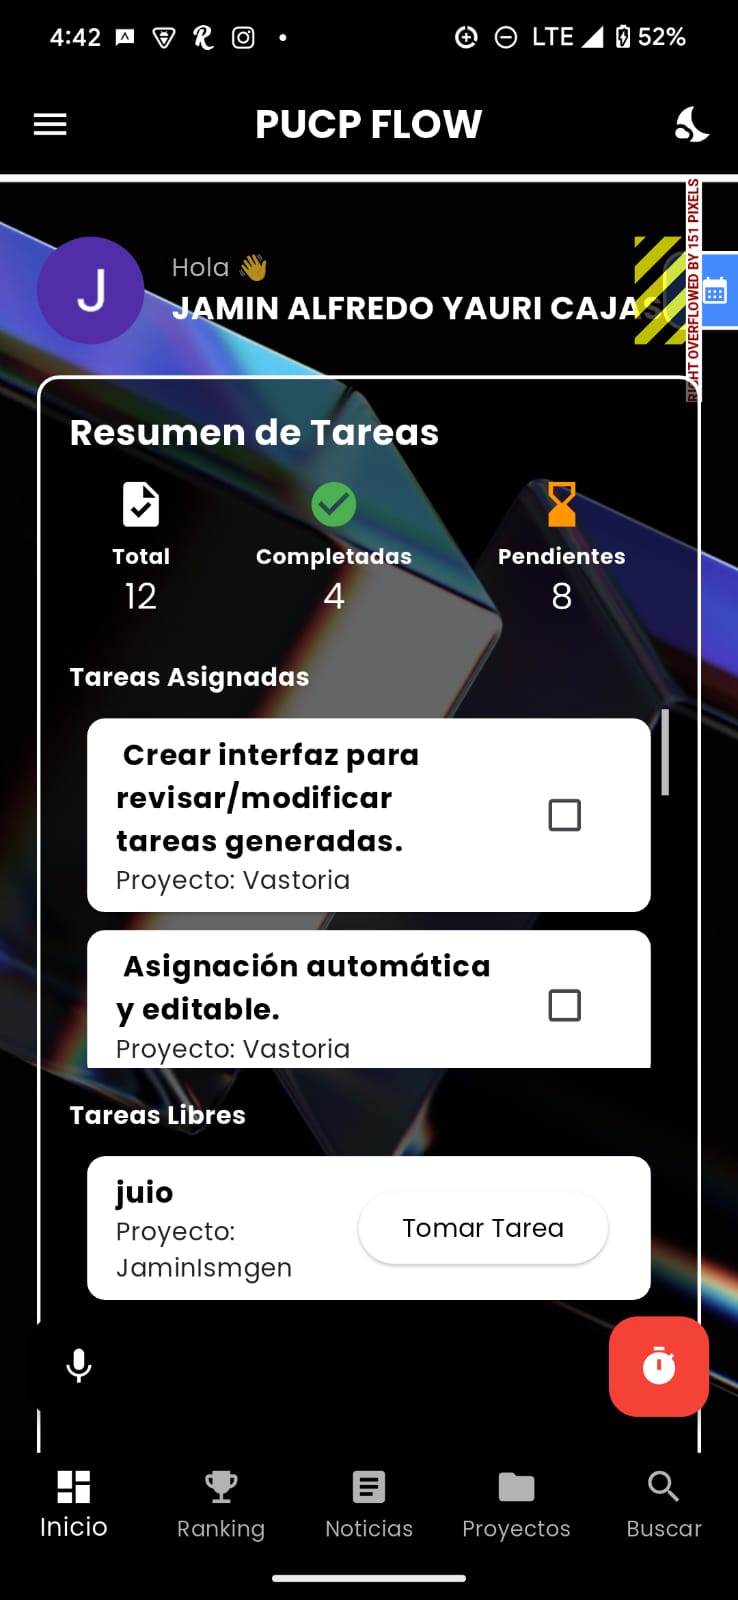 4:42
LTE
52%
PUCP FLOW
RIGHT OVERFLOWED BY 151 PIXELS
J
Hola 👋
JAMIN ALFREDO YAURI CAJAS
Resumen de Tareas
Total
Completadas
Pendientes
12
4
8
Tareas Asignadas
Crear interfaz para
revisar/modificar
tareas generadas.
Proyecto: Vastoria
Asignación automática
y editable.
Proyecto: Vastoria
Tareas Libres
juio
Proyecto:
JaminIsmgen
Tomar Tarea
Inicio
Ranking
Noticias
Proyectos
Buscar